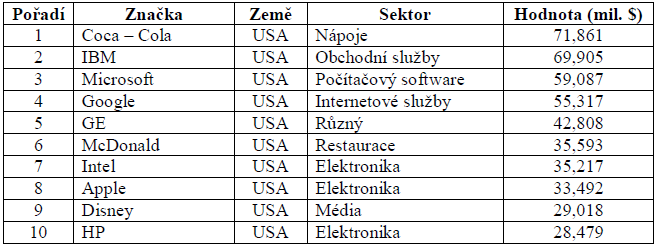 Pořadí Značka Země Sektor Hodnota (mil. $)
1 Coca – Cola USA Nápoje 71,861
2 IBM USA Obchodní služby 69,905
3 Microsoft USA Počítačový software 59,087
4 Google USA Internetové služby 55,317
5 GE USA Různý 42,808
6 McDonald USA Restaurace 35,593
7 Intel USA Elektronika 35,217
8 Apple USA Elektronika 33,492
9 Disney USA Média 29,018
10 HP USA Elektronika 28,479